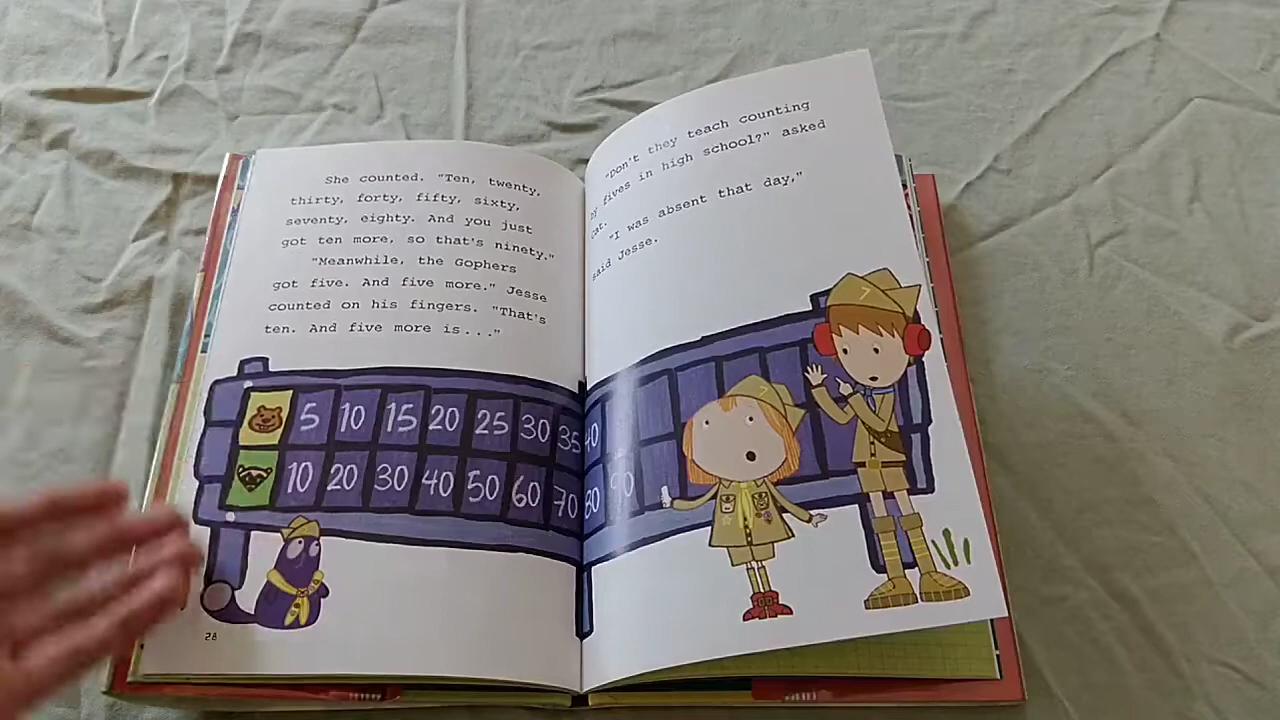 She counted. "Ten, twenty,
thirty, forty, fifty, sixty,
seventy, eighty. And you just
got ten more, so that's ninety."
"Meanwhile, the Gophers
got five. And five more." Jesse
counted on his fingers. "That's
ten. And five more is..."
5 10 15 20 25 30 35 40
10 20 30 40 50 60 70 80 90
28
"Don't they teach counting
by fives in high school?" asked
Cat.
"I was absent that day,"
said Jesse.
7
7